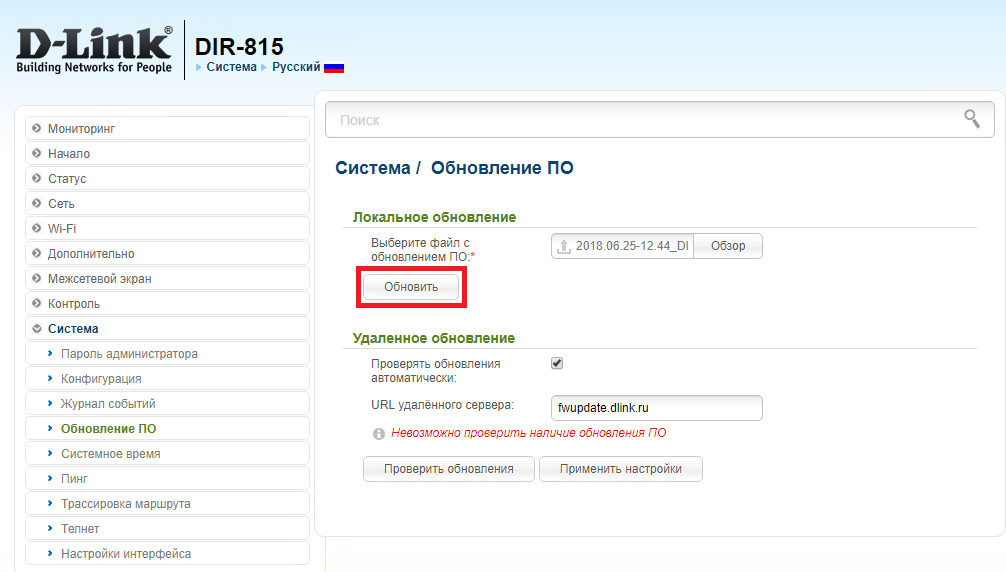 D-Link®
Building Networks for People
DIR-815
Система Русский
Мониторинг
Начало
Статус
Сеть
Wi-Fi
Дополнительно
Межсетевой экран
Контроль
Система
Пароль администратора
Конфигурация
Журнал событий
Обновление ПО
Системное время
Пинг
Трассировка маршрута
Телнет
Настройки интерфейса
Поиск
Система / Обновление ПО
Локальное обновление
Выберите файл с
обновлением ПО:*
2018.06.25-12.44_DI
Обзор
Обновить
Удаленное обновление
Проверять обновления
автоматически:
URL удалённого сервера:
fwupdate.dlink.ru
Невозможно проверить наличие обновления ПО
Проверить обновления
Применить настройки